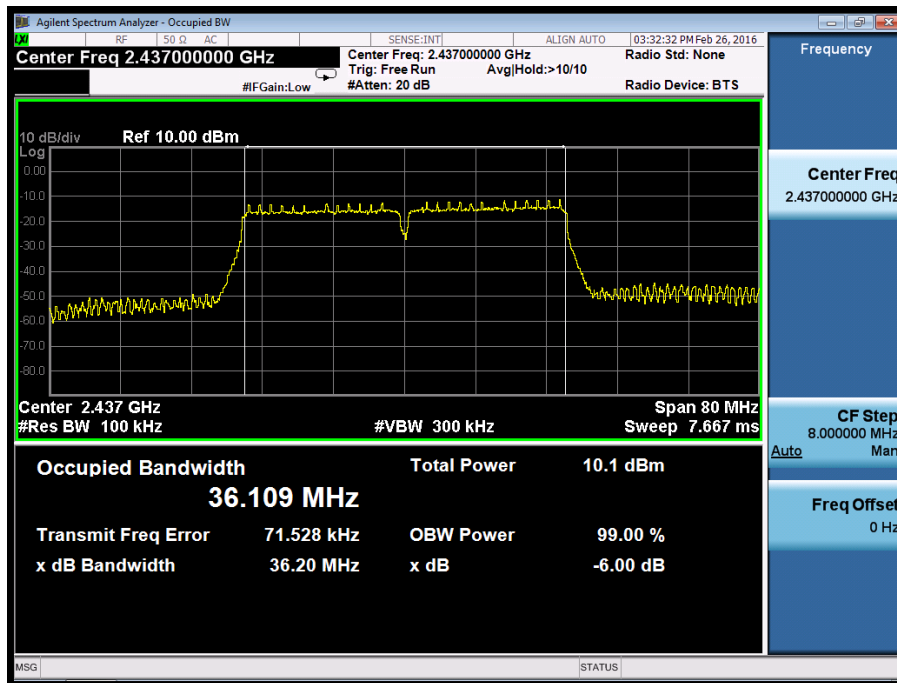 Agilent Spectrum Analyzer - Occupied BW
LXI RF 50 Ω AC SENSE:INT ALIGN AUTO 03:32:32 PM Feb 26, 2016
Center Freq 2.437000000 GHz
Center Freq: 2.437000000 GHz
Radio Std: None
Trig: Free Run Avg|Hold:>10/10
#IFGain:Low
#Atten: 20 dB
Radio Device: BTS
Frequency
10 dB/div Ref 10.00 dBm
Log
0.00
-10.0
-20.0
-30.0
-40.0
-50.0
-60.0
-70.0
-80.0
Center 2.437 GHz Span 80 MHz
#Res BW 100 kHz #VBW 300 kHz Sweep 7.667 ms
Occupied Bandwidth Total Power 10.1 dBm
36.109 MHz
Transmit Freq Error 71.528 kHz OBW Power 99.00 %
x dB Bandwidth 36.20 MHz x dB -6.00 dB
Center Freq
2.437000000 GHz
CF Step
8.000000 MHz
Auto Man
Freq Offset
0 Hz
MSG STATUS